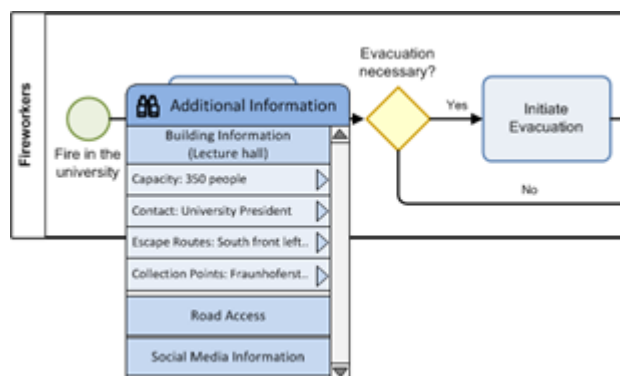 Fireworkers
Fire in the
university
Additional Information
Building Information
(Lecture hall)
Capacity: 350 people
Contact: University President
Escape Routes: South front left..
Collection Points: Fraunhoferst..
Road Access
Social Media Information
Evacuation
necessary?
Yes
No
Initiate
Evacuation